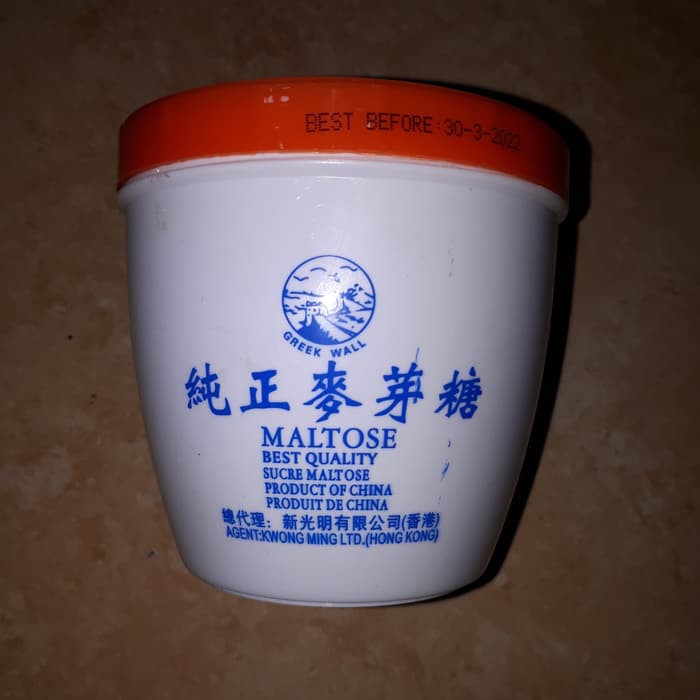 BEST BEFORE:30-3-2022
GREEK WALL
純正麥芽糖
MALTOSE
BEST QUALITY
SUCRE MALTOSE
PRODUCT OF CHINA
PRODUIT DE CHINA
總代理：新光明有限公司(香港)
AGENT:KWONG MING LTD.,(HONG KONG)